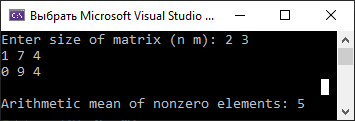 Выбрать Microsoft Visual Studio ...
Enter size of matrix (n m): 2 3
1 7 4
0 9 4
Arithmetic mean of nonzero elements: 5